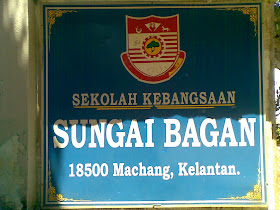 SEKOLAH KEBANGSAAN
SUNGAI BAGAN
18500 Machang, Kelantan.